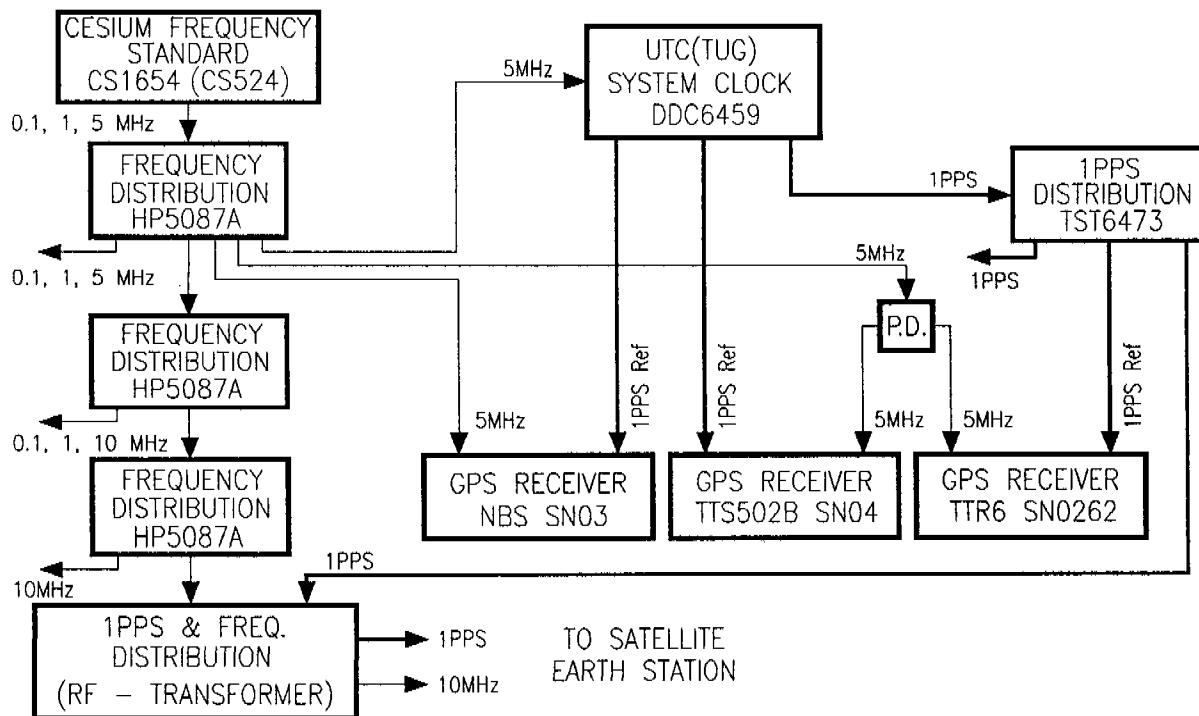 CESIUM FREQUENCY
STANDARD
CS1654 (CS524)
0.1, 1, 5 MHz
FREQUENCY
DISTRIBUTION
HP5087A
0.1, 1, 5 MHz
FREQUENCY
DISTRIBUTION
HP5087A
0.1, 1, 10 MHz
FREQUENCY
DISTRIBUTION
HP5087A
10MHz
1PPS & FREQ.
DISTRIBUTION
(RF - TRANSFORMER)
5MHz
UTC(TUG)
SYSTEM CLOCK
DDC6459
1PPS
1PPS
DISTRIBUTION
TST6473
1PPS
5MHz
P.D.
5MHz
1PPS Ref
1PPS Ref
5MHz
5MHz
1PPS Ref
GPS RECEIVER
NBS SN03
GPS RECEIVER
TTS502B SN04
GPS RECEIVER
TTR6 SN0262
1PPS
1PPS
10MHz
TO SATELLITE
EARTH STATION